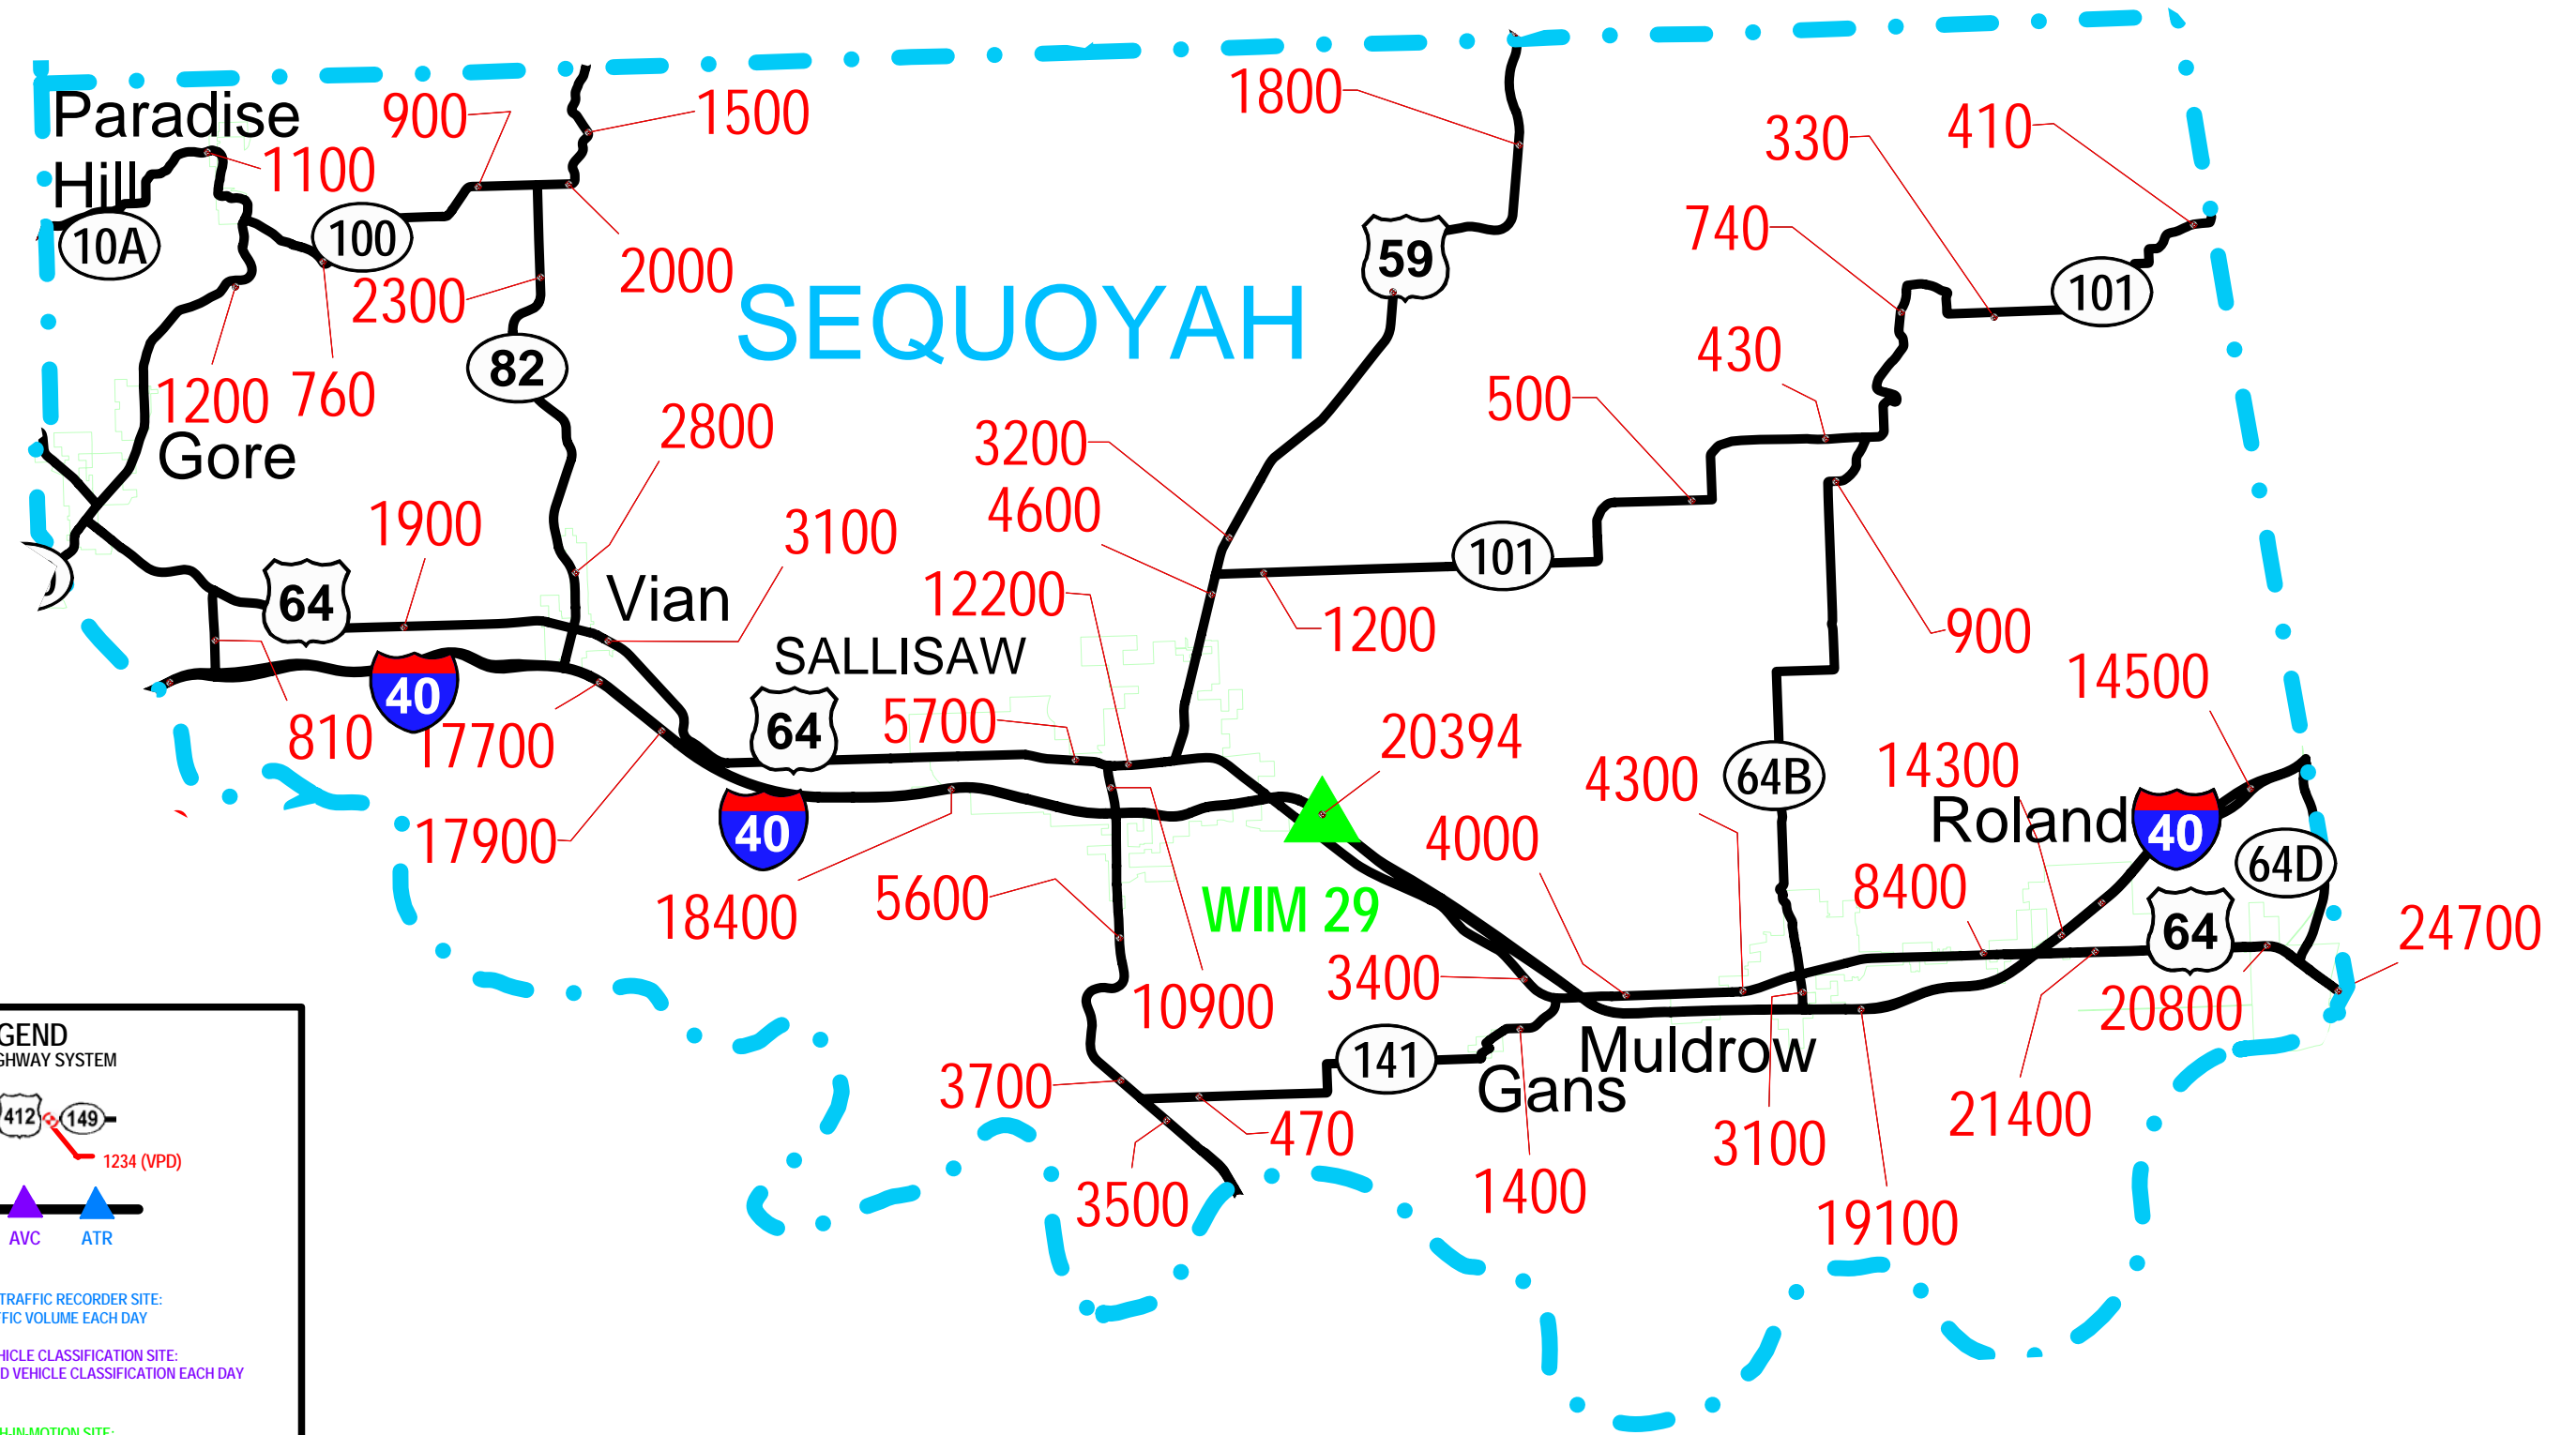 Paradise
Hill
900
1500
1800
330
410
1100
10A
100
59
740
101
2300
2000
SEQUOYAH
82
430
500
1200
760
Gore
2800
3200
4600
1900
3100
101
12200
64
Vian
1200
900
SALLISAW
14500
40
64
5700
20394
810
17700
4300
64B
14300
Roland
40
40
17900
4000
64D
8400
18400
5600
WIM 29
64
24700
3400
10900
20800
GEND
GHWAY SYSTEM
141
Muldrow
Gans
3700
412
149
1234 (VPD)
470
3100
21400
3500
1400
19100
AVC
ATR
TRAFFIC RECORDER SITE:
FIC VOLUME EACH DAY
HICLE CLASSIFICATION SITE:
D VEHICLE CLASSIFICATION EACH DAY
H-IN-MOTION SITE: